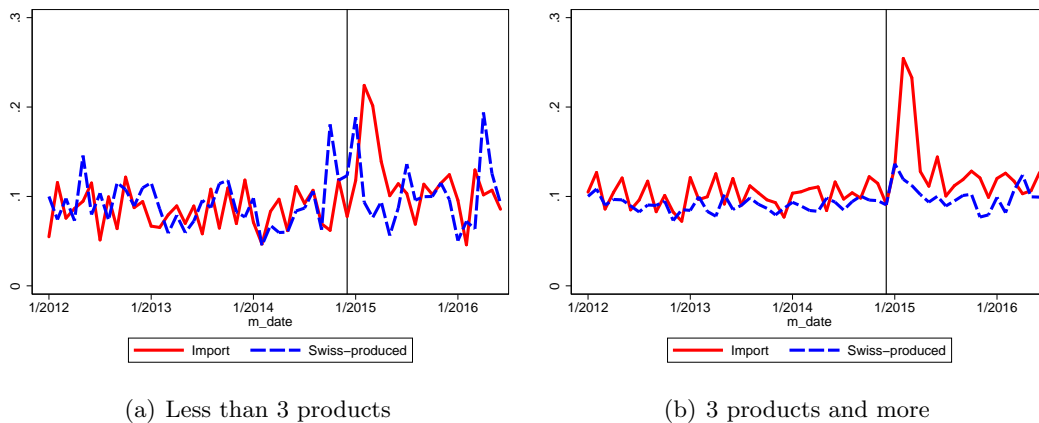 .3
.2
.1
0
1/2012 1/2013 1/2014 1/2015 1/2016
m_date
Import Swiss−produced
(a) Less than 3 products
.3
.2
.1
0
1/2012 1/2013 1/2014 1/2015 1/2016
m_date
Import Swiss−produced
(b) 3 products and more